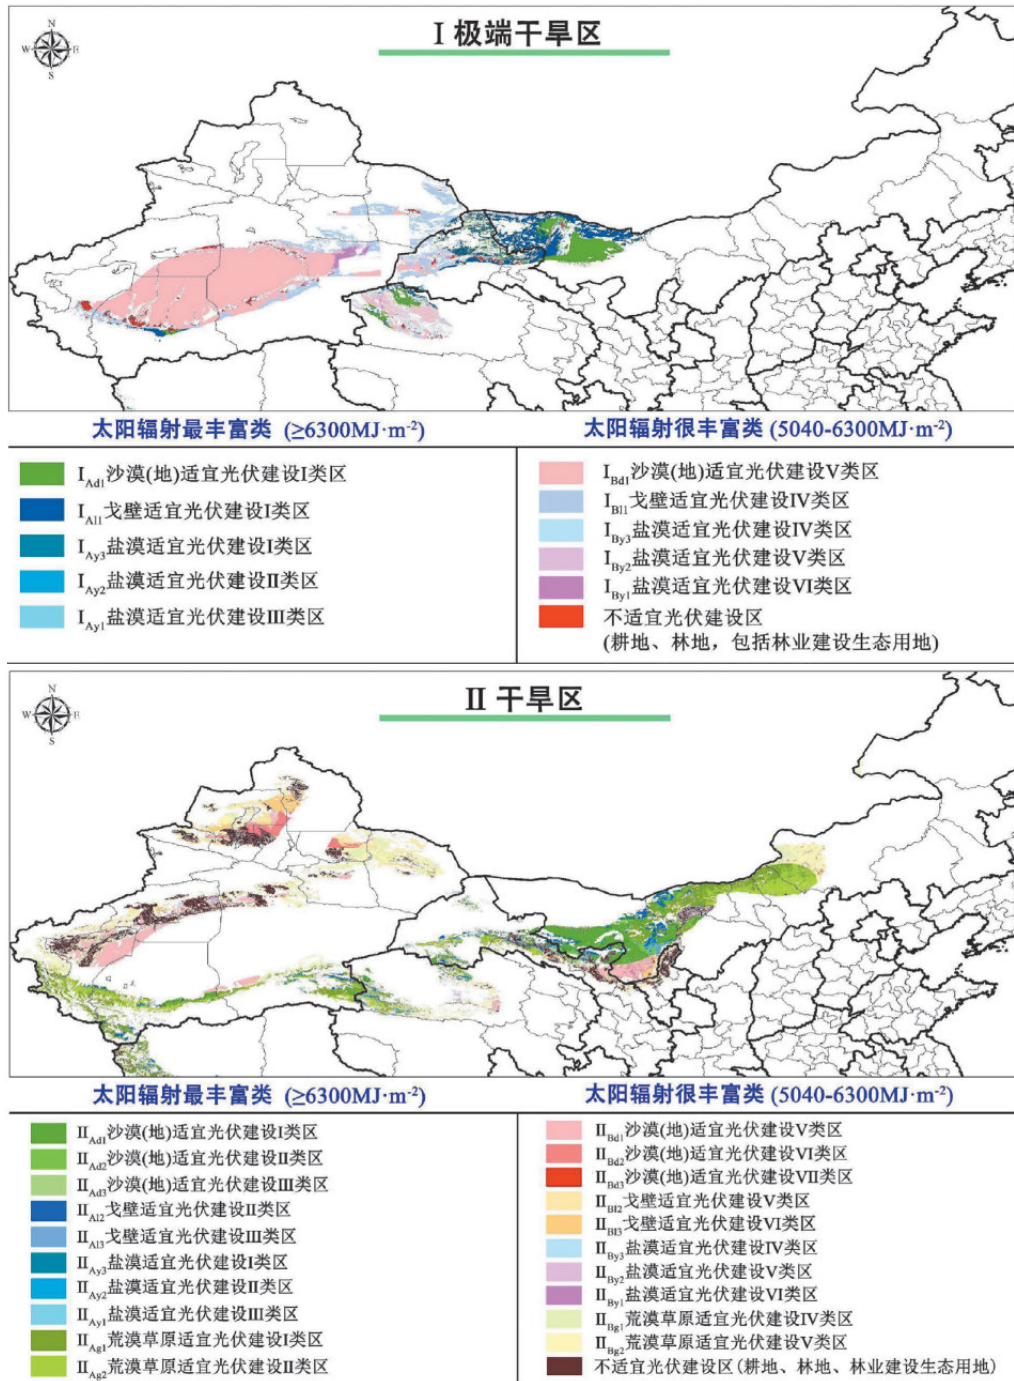 N
W E
S
I 极端干旱区
太阳辐射最丰富类 (≥6300MJ·m⁻²)
太阳辐射很丰富类 (5040-6300MJ·m⁻²)
I_Ad1沙漠(地)适宜光伏建设I类区
I_Al1戈壁适宜光伏建设I类区
I_Ay3盐漠适宜光伏建设I类区
I_Ay2盐漠适宜光伏建设II类区
I_Ay1盐漠适宜光伏建设III类区
I_Bd1沙漠(地)适宜光伏建设V类区
I_Bl1戈壁适宜光伏建设IV类区
I_By3盐漠适宜光伏建设IV类区
I_By2盐漠适宜光伏建设V类区
I_By1盐漠适宜光伏建设VI类区
不适宜光伏建设区
(耕地、林地，包括林业建设生态用地)
N
W E
S
II 干旱区
太阳辐射最丰富类 (≥6300MJ·m⁻²)
太阳辐射很丰富类 (5040-6300MJ·m⁻²)
II_Ad1沙漠(地)适宜光伏建设I类区
II_Ad2沙漠(地)适宜光伏建设II类区
II_Ad3沙漠(地)适宜光伏建设III类区
II_Al2戈壁适宜光伏建设II类区
II_Al3戈壁适宜光伏建设III类区
II_Ay3盐漠适宜光伏建设I类区
II_Ay2盐漠适宜光伏建设II类区
II_Ay1盐漠适宜光伏建设III类区
II_Ag1荒漠草原适宜光伏建设I类区
II_Ag2荒漠草原适宜光伏建设II类区
II_Bd1沙漠(地)适宜光伏建设V类区
II_Bd2沙漠(地)适宜光伏建设VI类区
II_Bd3沙漠(地)适宜光伏建设VII类区
II_Bl2戈壁适宜光伏建设V类区
II_Bl3戈壁适宜光伏建设VI类区
II_By3盐漠适宜光伏建设IV类区
II_By2盐漠适宜光伏建设V类区
II_By1盐漠适宜光伏建设VI类区
II_Bg1荒漠草原适宜光伏建设IV类区
II_Bg2荒漠草原适宜光伏建设V类区
不适宜光伏建设区(耕地、林地、林业建设生态用地)